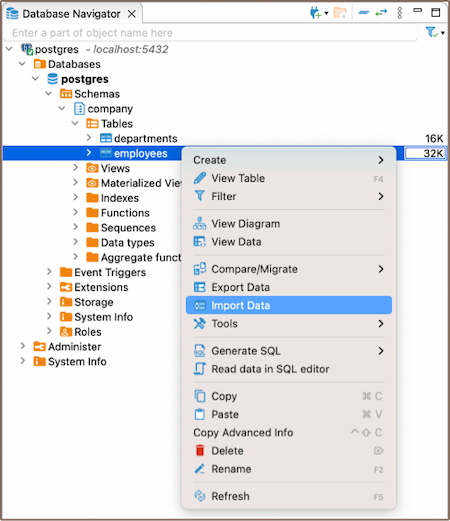 Database Navigator
Enter a part of object name here
postgres - localhost:5432
Databases
postgres
Schemas
company
Tables
departments 16K
employees 32K
Views
Materialized Vie
Indexes
Functions
Sequences
Data types
Aggregate funct
Event Triggers
Extensions
Storage
System Info
Roles
Administer
System Info
Create
View Table F4
Filter
View Diagram
View Data
Compare/Migrate
Export Data
Import Data
Tools
Generate SQL
Read data in SQL editor
Copy ⌘ C
Paste ⌘ V
Copy Advanced Info ^ ⇧ C
Delete ⌦
Rename F2
Refresh F5